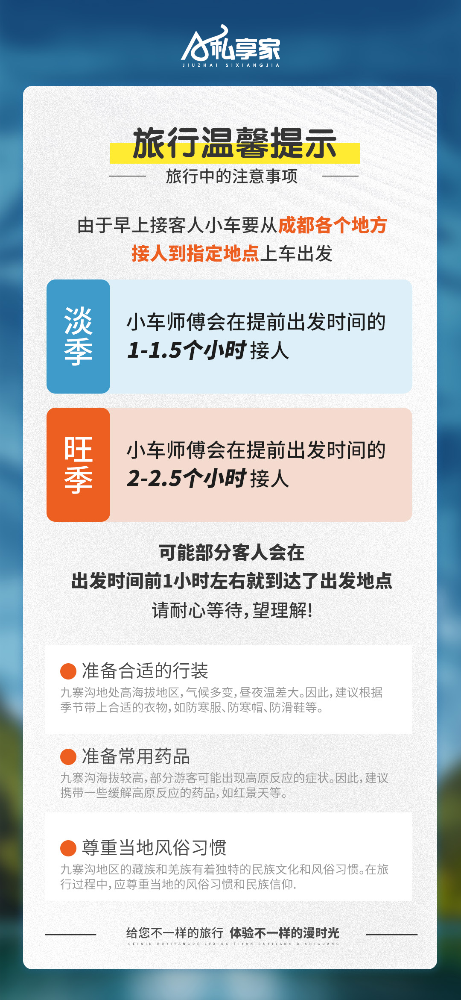 私享家
JIUZHAI SIXIANGJIA
旅行温馨提示
旅行中的注意事项
由于早上接客人小车要从成都各个地方
接人到指定地点上车出发
淡季
小车师傅会在提前出发时间的
1-1.5个小时 接人
旺季
小车师傅会在提前出发时间的
2-2.5个小时 接人
可能部分客人会在
出发时间前1小时左右就到达了出发地点
请耐心等待，望理解！
准备合适的行装
九寨沟地处高海拔地区，气候多变，昼夜温差大。因此，建议根据
季节带上合适的衣物，如防寒服、防寒帽、防滑鞋等。
准备常用药品
九寨沟海拔较高，部分游客可能出现高原反应的症状。因此，建议
携带一些缓解高原反应的药品，如红景天等。
尊重当地风俗习惯
九寨沟地区的藏族和羌族有着独特的民族文化和风俗习惯。在旅
行过程中，应尊重当地的风俗习惯和民族信仰.
给您不一样的旅行 体验不一样的漫时光
GEININ BUYIYANGDE LVXING TIYAN BUYIYANG D SHIGUANG